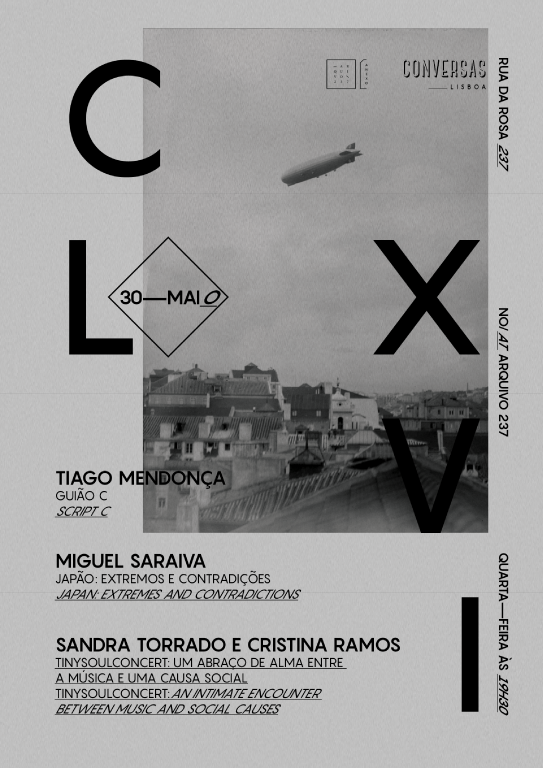 C
CONVERSAS
LISBOA
RUA DA ROSA 237
L
30—MAIO
X
NO/AT ARQUIVO 237
V
TIAGO MENDONÇA
GUIÃO C
SCRIPT C
MIGUEL SARAIVA
JAPÃO: EXTREMOS E CONTRADIÇÕES
JAPAN: EXTREMES AND CONTRADICTIONS
QUARTA—FEIRA ÀS 19H30
I
SANDRA TORRADO E CRISTINA RAMOS
TINYSOULCONCERT: UM ABRAÇO DE ALMA ENTRE
A MÚSICA E UMA CAUSA SOCIAL
TINYSOULCONCERT: AN INTIMATE ENCOUNTER
BETWEEN MUSIC AND SOCIAL CAUSES